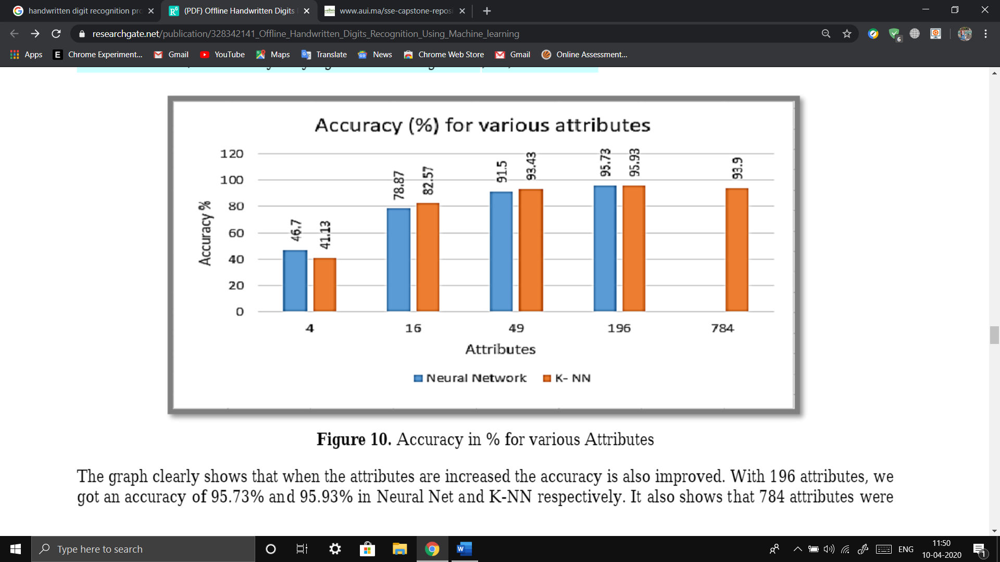 handwritten digit recognition pr
(PDF) Offline Handwritten Digits
www.aui.ma/sse-capstone-reposi
researchgate.net/publication/328342141_Offline_Handwritten_Digits_Recognition_Using_Machine_learning
6
Apps
E Chrome Experiment...
Gmail
YouTube
Maps
Translate
News
Chrome Web Store
Gmail
Online Assessment...
Accuracy (%) for various attributes
Accuracy %
120
100
80
60
40
20
0
46.7
41.13
78.87
82.57
91.5
93.43
95.73
95.93
93.9
4
16
49
196
784
Attributes
Neural Network
K- NN
Figure 10. Accuracy in % for various Attributes
The graph clearly shows that when the attributes are increased the accuracy is also improved. With 196 attributes, we
got an accuracy of 95.73% and 95.93% in Neural Net and K-NN respectively. It also shows that 784 attributes were
Type here to search
ENG
11:50
10-04-2020
1